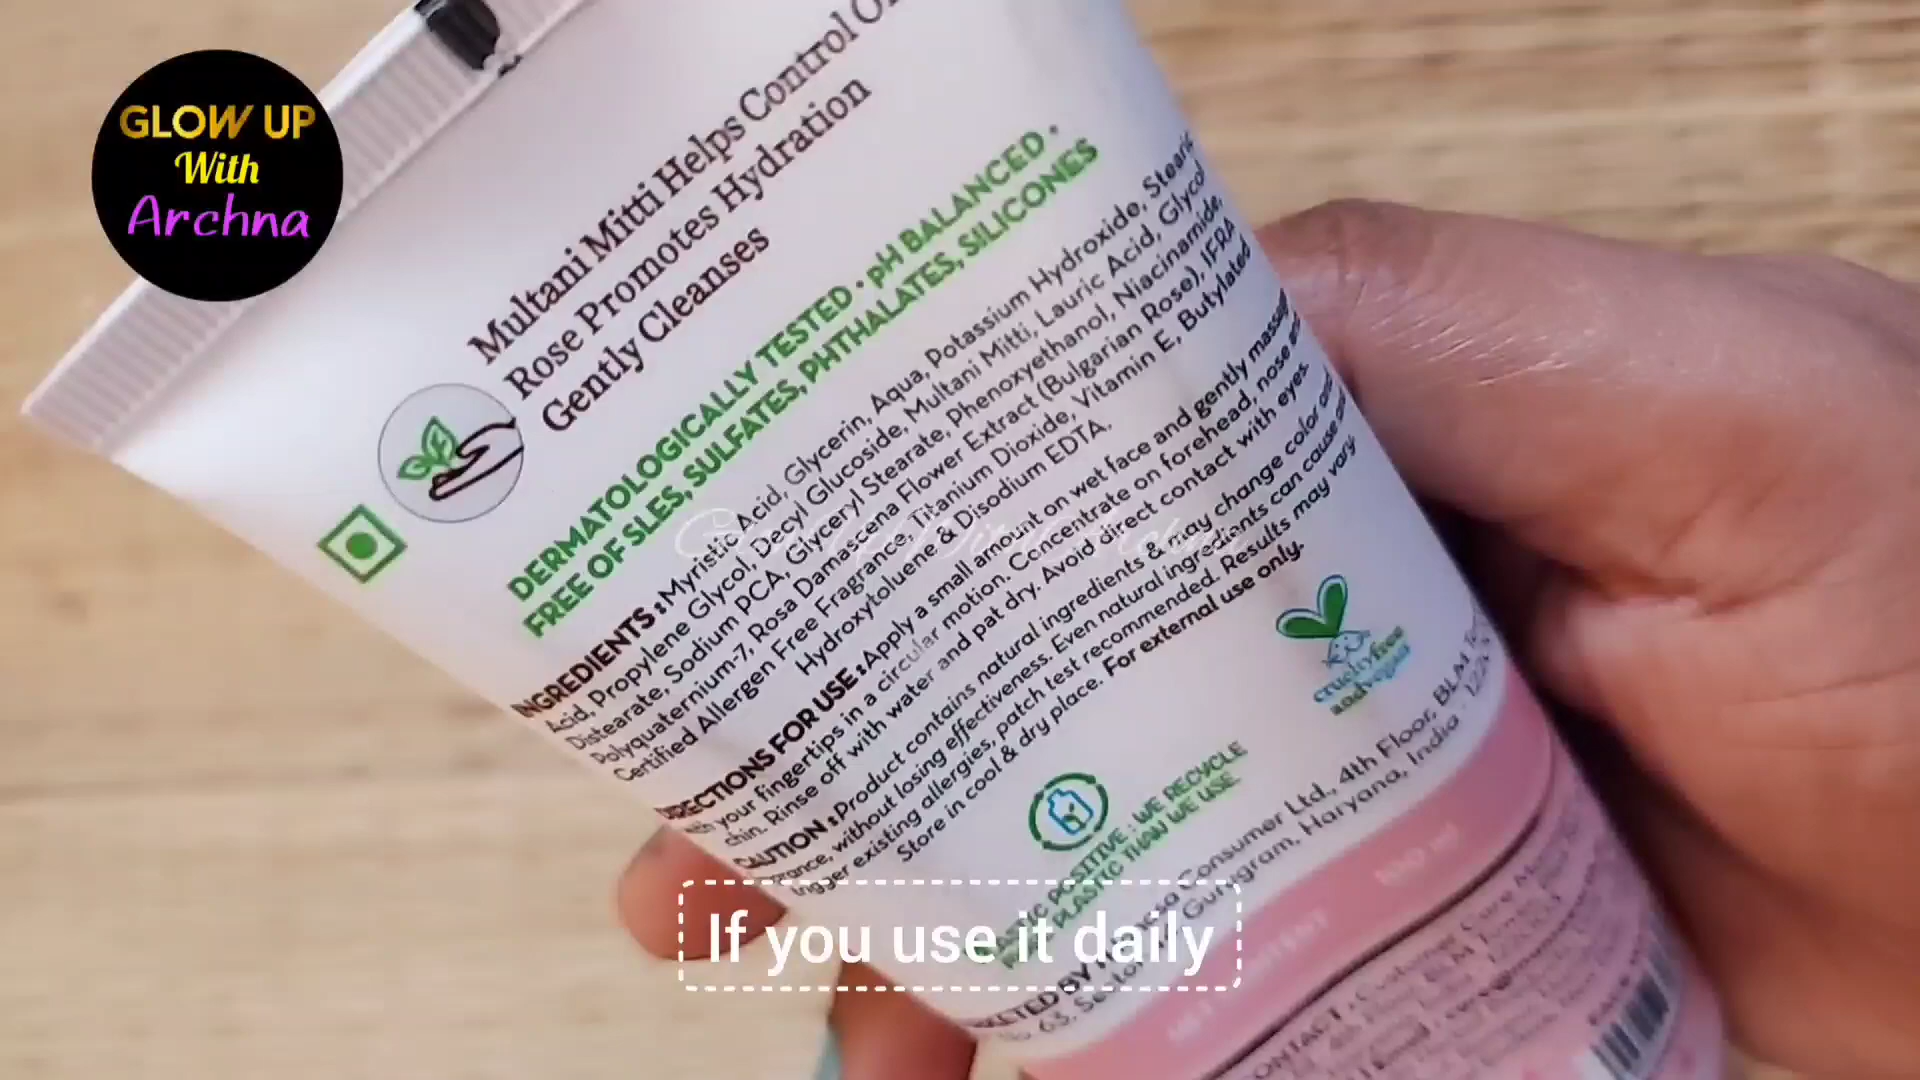 GLOW UP
With
Archna
Multani Mitti Helps Control
Rose Promotes Hydration
Gently Cleanses
DERMATOLOGICALLY TESTED • pH BALANCED •
FREE OF SLES, SULFATES, PHTHALATES, SILICONES
INGREDIENTS : Myristic Acid, Glycerin, Aqua, Potassium Hydroxide, Stearic
Acid, Propylene Glycol, Decyl Glucoside, Multani Mitti, Lauric Acid, Glycol
Distearate, Sodium PCA, Glyceryl Stearate, Phenoxyethanol, Niacinamide,
Polyquaternium-7, Rosa Damascena Flower Extract (Bulgarian Rose), IFRA
Certified Allergen Free Fragrance, Titanium Dioxide, Vitamin E, Butylated
Hydroxytoluene & Disodium EDTA.
DIRECTIONS FOR USE : Apply a small amount on wet face and gently massage
with your fingertips in a circular motion. Concentrate on forehead, nose and
chin. Rinse off with water and pat dry. Avoid direct contact with eyes.
CAUTION : Product contains natural ingredients & may change color and
without losing effectiveness. Even natural ingredients can cause
trigger existing allergies, patch test recommended. Results may vary.
Store in cool & dry place. For external use only.
crueltyfree
andvegan
POSITIVE : WE RECYCLE
PLASTIC THAN WE USE
Consumer Ltd., 4th Floor, BLM
63, Sector Gurugram, Haryana, India
If you use it daily